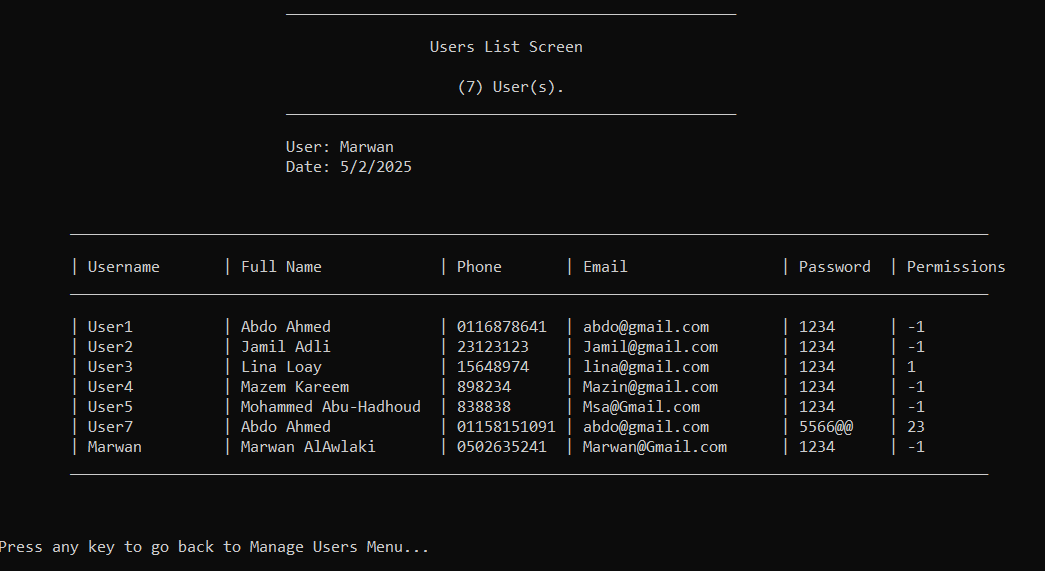 Users List Screen
(7) User(s).
User: Marwan
Date: 5/2/2025
| Username | Full Name | Phone | Email | Password | Permissions
| User1 | Abdo Ahmed | 0116878641 | abdo@gmail.com | 1234 | -1
| User2 | Jamil Adli | 23123123 | Jamil@gmail.com | 1234 | -1
| User3 | Lina Loay | 15648974 | lina@gmail.com | 1234 | 1
| User4 | Mazem Kareem | 898234 | Mazin@gmail.com | 1234 | -1
| User5 | Mohammed Abu-Hadhoud | 838838 | Msa@Gmail.com | 1234 | -1
| User7 | Abdo Ahmed | 01158151091 | abdo@gmail.com | 5566@@ | 23
| Marwan | Marwan AlAwlaki | 0502635241 | Marwan@Gmail.com | 1234 | -1
Press any key to go back to Manage Users Menu...